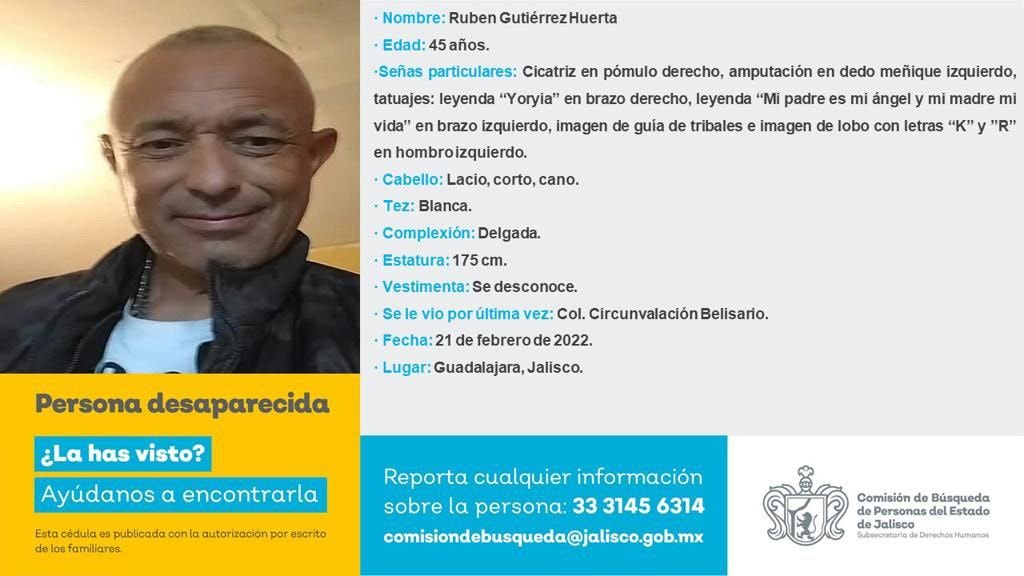 · Nombre: Ruben Gutiérrez Huerta
· Edad: 45 años.
·Señas particulares: Cicatriz en pómulo derecho, amputación en dedo meñique izquierdo,
tatuajes: leyenda “Yoryia” en brazo derecho, leyenda “Mi padre es mi ángel y mi madre mi
vida” en brazo izquierdo, imagen de guía de tribales e imagen de lobo con letras “K” y ”R”
en hombro izquierdo.
· Cabello: Lacio, corto, cano.
· Tez: Blanca.
· Complexión: Delgada.
· Estatura: 175 cm.
· Vestimenta: Se desconoce.
· Se le vio por última vez: Col. Circunvalación Belisario.
· Fecha: 21 de febrero de 2022.
· Lugar: Guadalajara, Jalisco.
Persona desaparecida
¿La has visto?
Ayúdanos a encontrarla
Esta cédula es publicada con la autorización por escrito
de los familiares.
Reporta cualquier información
sobre la persona: 33 3145 6314
comisiondebusqueda@jalisco.gob.mx
Comisión de Búsqueda
de Personas del Estado
de Jalisco
Subsecretaría de Derechos Humanos